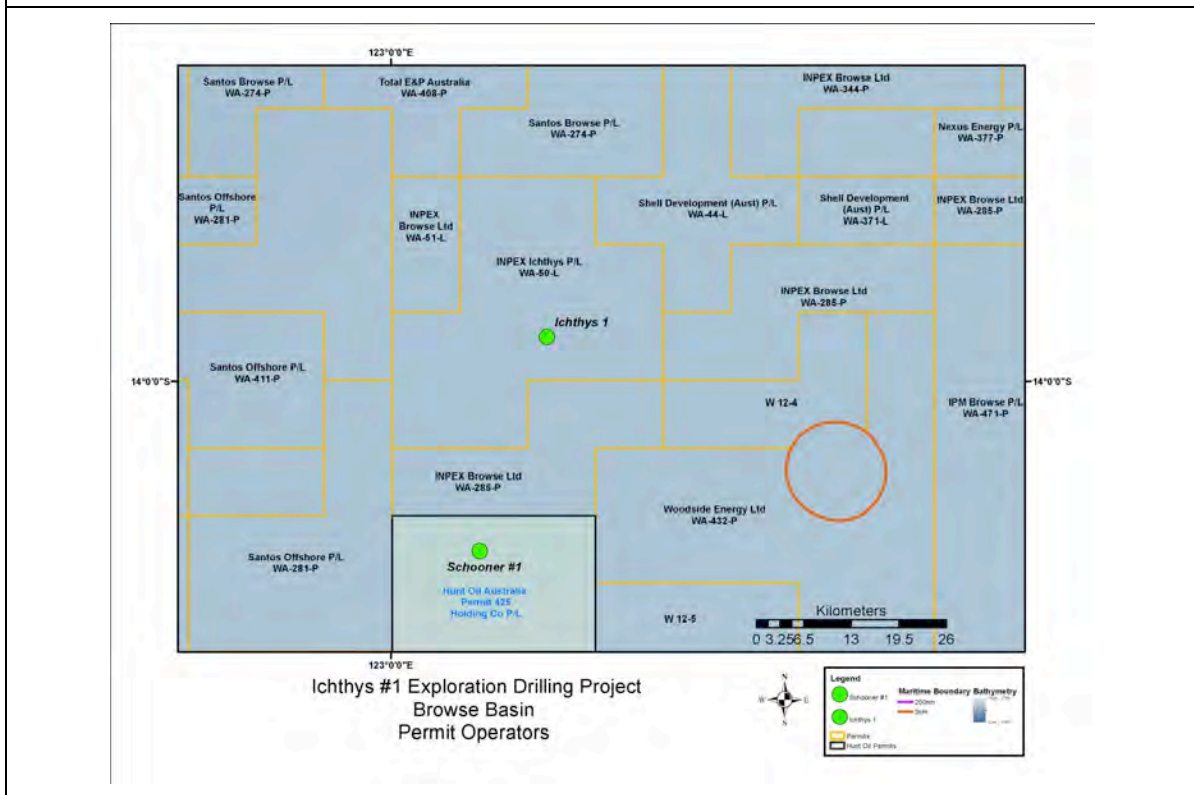 123°0'0"E
Santos Browse P/L
WA-274-P
Total E&P Australia
WA-408-P
INPEX Browse Ltd
WA-344-P
Santos Browse P/L
WA-274-P
Nexus Energy P/L
WA-377-P
Santos Offshore
P/L
WA-281-P
INPEX
Browse Ltd
WA-51-L
Shell Development (Aust) P/L
WA-44-L
Shell Development
(Aust) P/L
WA-371-L
INPEX Browse Ltd
WA-285-P
INPEX Ichthys P/L
WA-50-L
INPEX Browse Ltd
WA-285-P
Ichthys 1
Santos Offshore P/L
WA-411-P
14°0'0"S
14°0'0"S
W 12-4
IPM Browse P/L
WA-471-P
INPEX Browse Ltd
WA-285-P
Woodside Energy Ltd
WA-432-P
Santos Offshore P/L
WA-281-P
Schooner #1
Hunt Oil Australia
Permit 425
Holding Co P/L
W 12-5
Kilometers
0 3.25 6.5 13 19.5 26
123°0'0"E
Ichthys #1 Exploration Drilling Project
Browse Basin
Permit Operators
W E
Legend
Schooner #1
Ichthys 1
Permits
Hunt Oil Permits
Maritime Boundary
200nm
3nm
Bathymetry